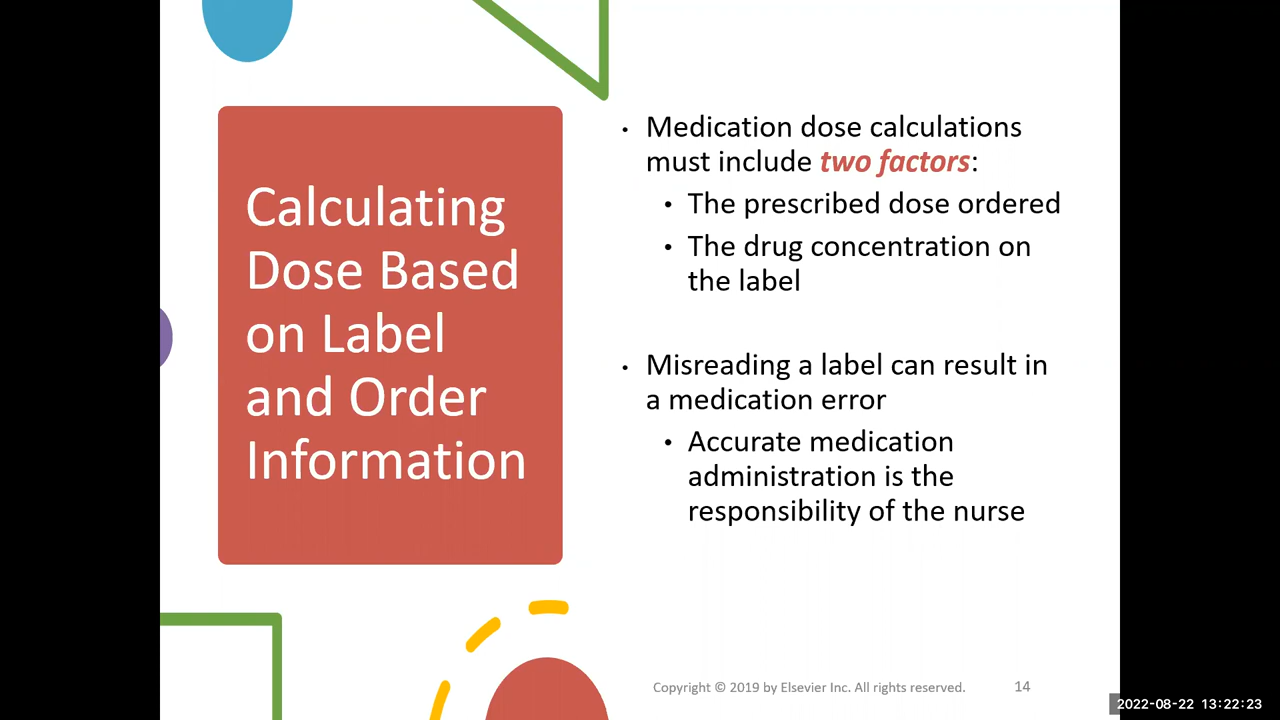 Calculating
Dose Based
on Label
and Order
Information
• Medication dose calculations
must include two factors:
• The prescribed dose ordered
• The drug concentration on
the label
• Misreading a label can result in
a medication error
• Accurate medication
administration is the
responsibility of the nurse
Copyright © 2019 by Elsevier Inc. All rights reserved.
14
2022-08-22 13:22:23